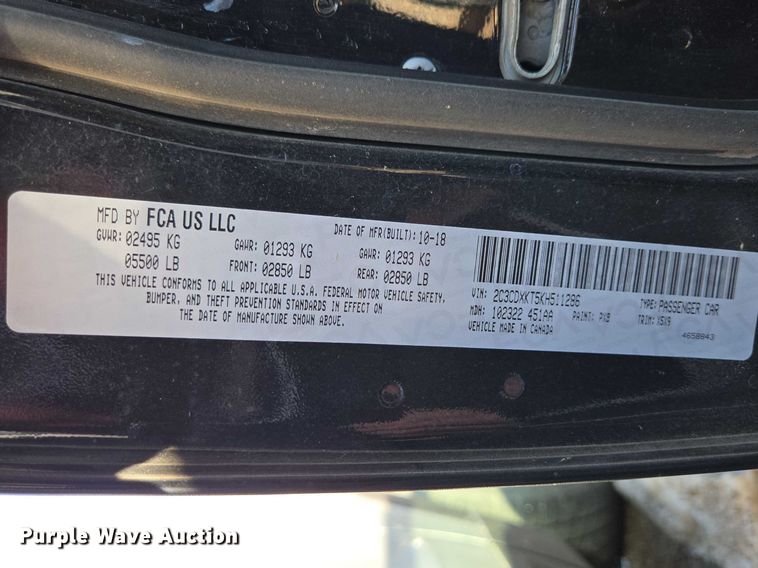 MFD BY FCA US LLC
DATE OF MFR(BUILT): 10-18
GVWR: 02495 KG
GAWR: 01293 KG
GAWR: 01293 KG
05500 LB
FRONT: 02850 LB
REAR: 02850 LB
THIS VEHICLE CONFORMS TO ALL APPLICABLE U.S.A. FEDERAL MOTOR VEHICLE SAFETY,
BUMPER, AND THEFT PREVENTION STANDARDS IN EFFECT ON
THE DATE OF MANUFACTURE SHOWN ABOVE.
VIN: 2C3CDXKT5KH511286
TYPE: PASSENGER CAR
MDH: 102322 451AA
PAINT: PX8
TRIM: X5X9
VEHICLE MADE IN CANADA
4658843
Purple Wave Auction